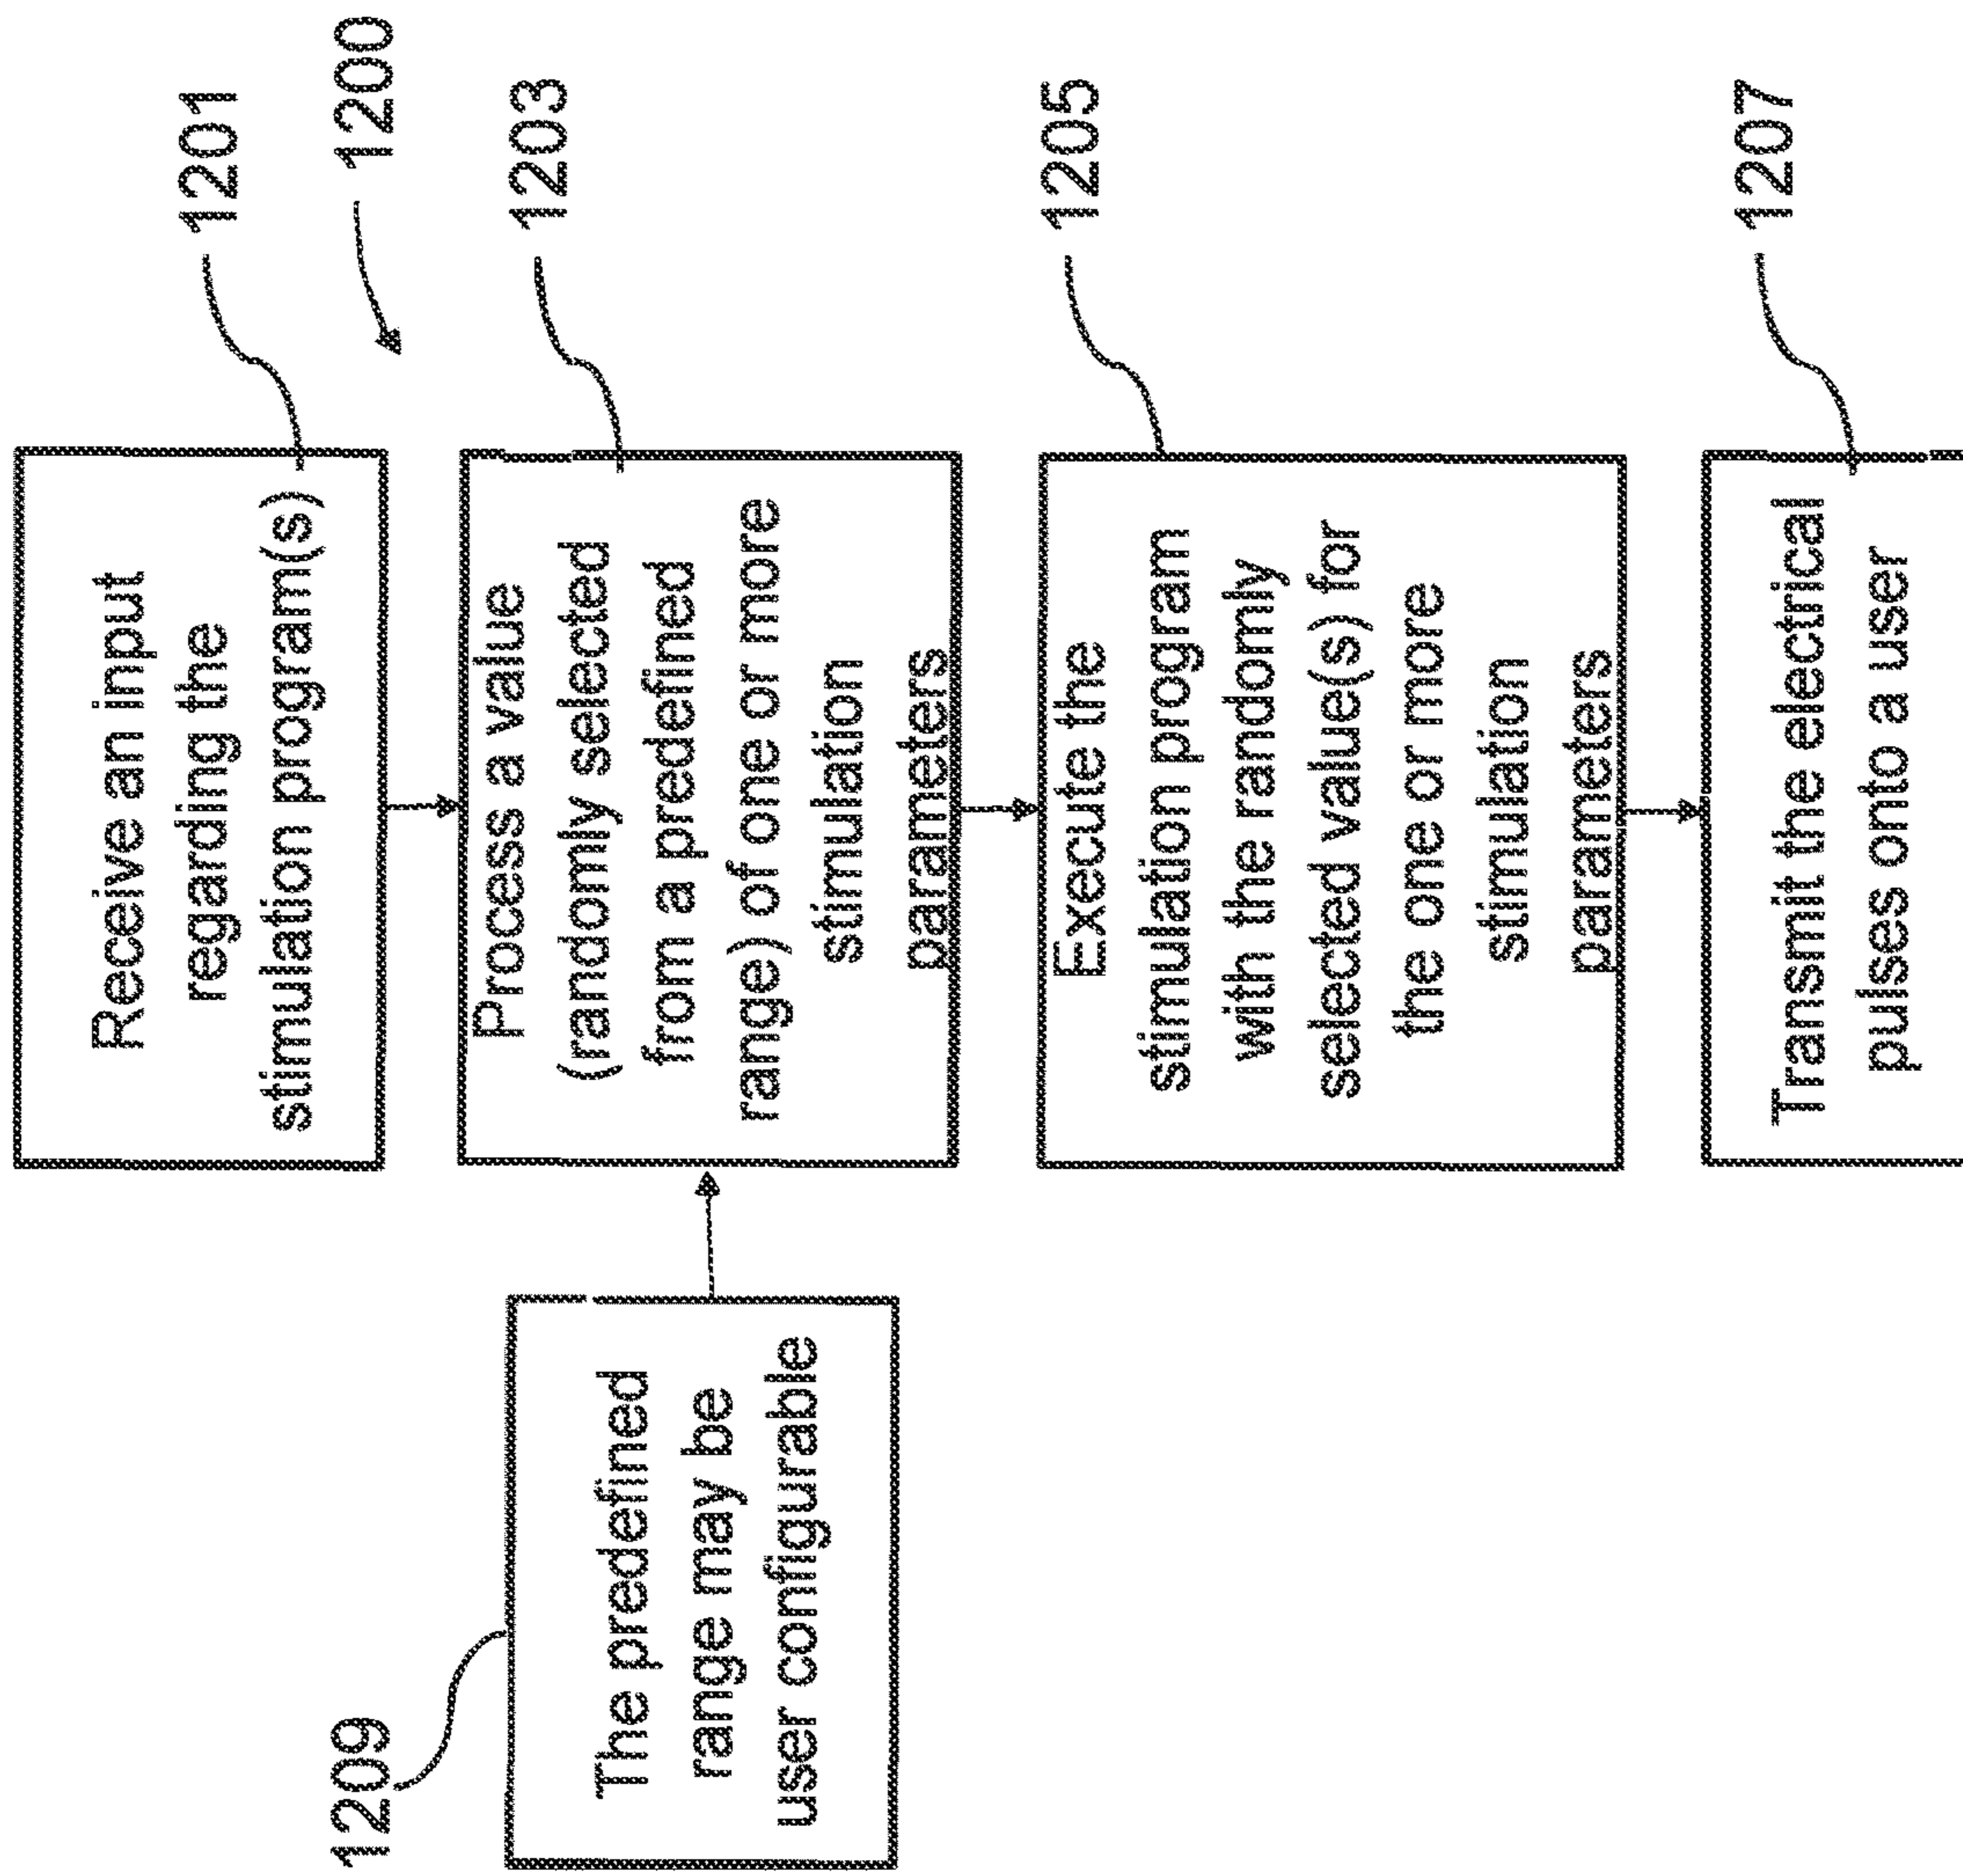 Receive an input
regarding the
stimulation program(s)
1201
1200
1209
The predefined
range may be
user configurable
Process a value
(randomly selected
from a predefined
range) of one or more
stimulation
parameters
1203
Execute the
stimulation program
with the randomly
selected value(s) for
the one or more
stimulation
parameters
1205
Transmit the electrical
pulses onto a user
1207